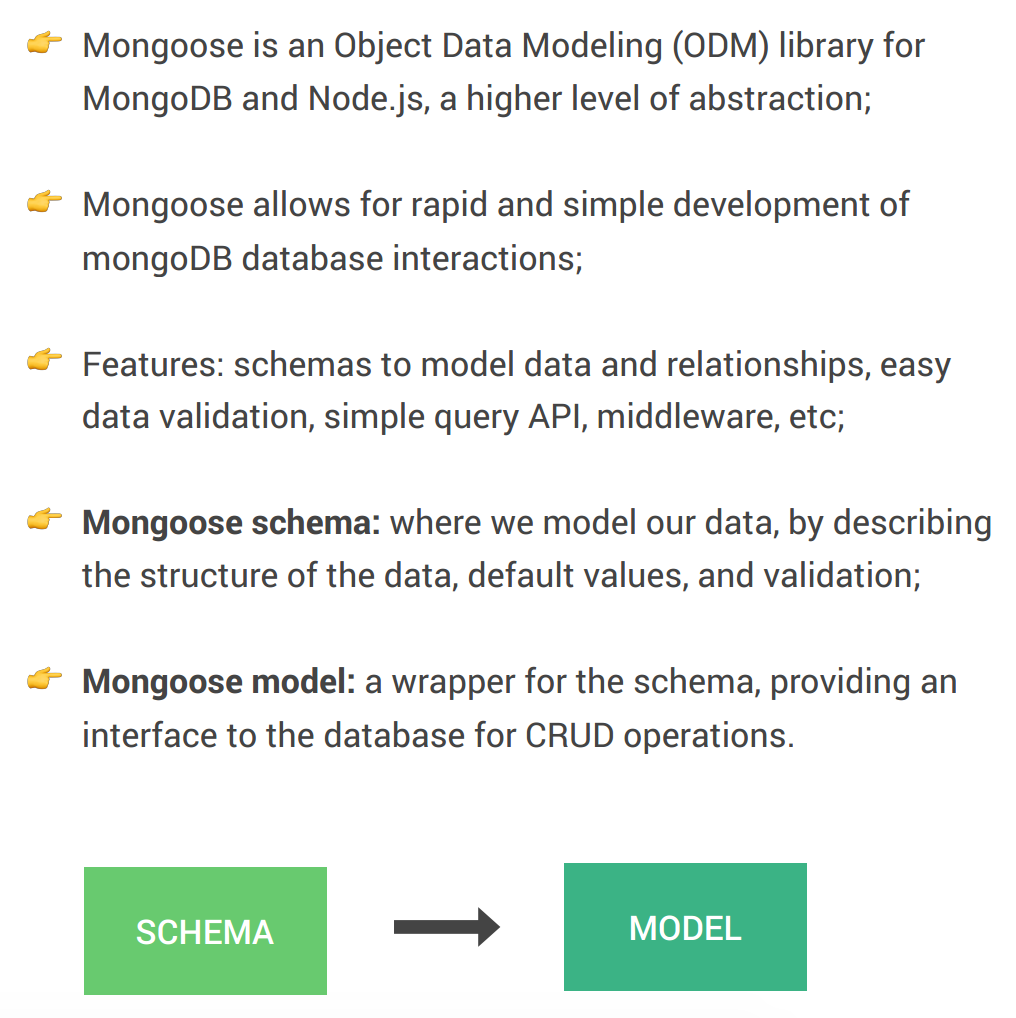 Mongoose is an Object Data Modeling (ODM) library for
MongoDB and Node.js, a higher level of abstraction;
Mongoose allows for rapid and simple development of
mongoDB database interactions;
Features: schemas to model data and relationships, easy
data validation, simple query API, middleware, etc;
Mongoose schema: where we model our data, by describing
the structure of the data, default values, and validation;
Mongoose model: a wrapper for the schema, providing an
interface to the database for CRUD operations.
SCHEMA
MODEL